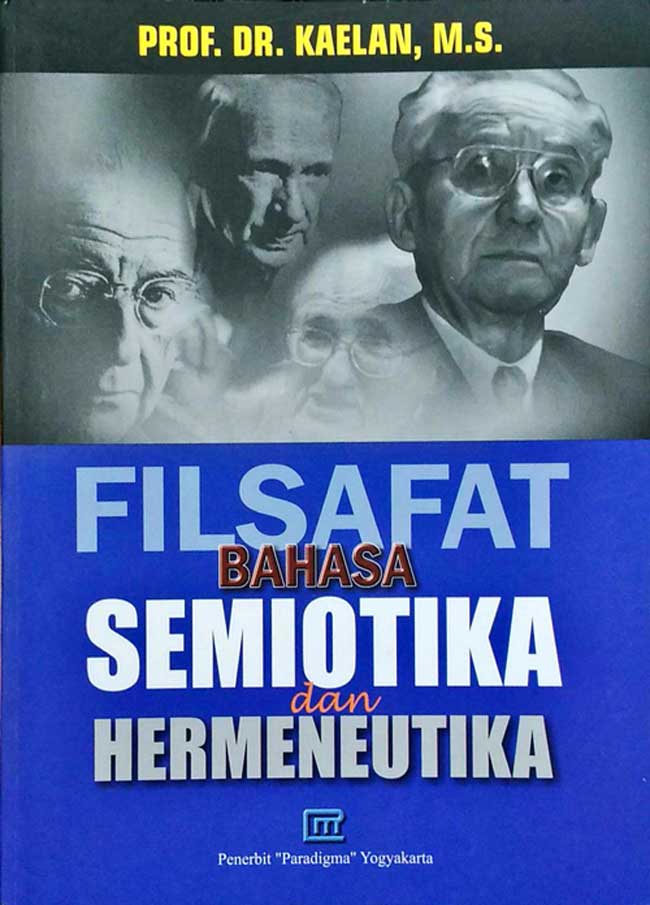 PROF. DR. KAELAN, M.S.
FILSAFAT
BAHASA
SEMIOTIKA
dan
HERMENEUTIKA
Penerbit "Paradigma" Yogyakarta